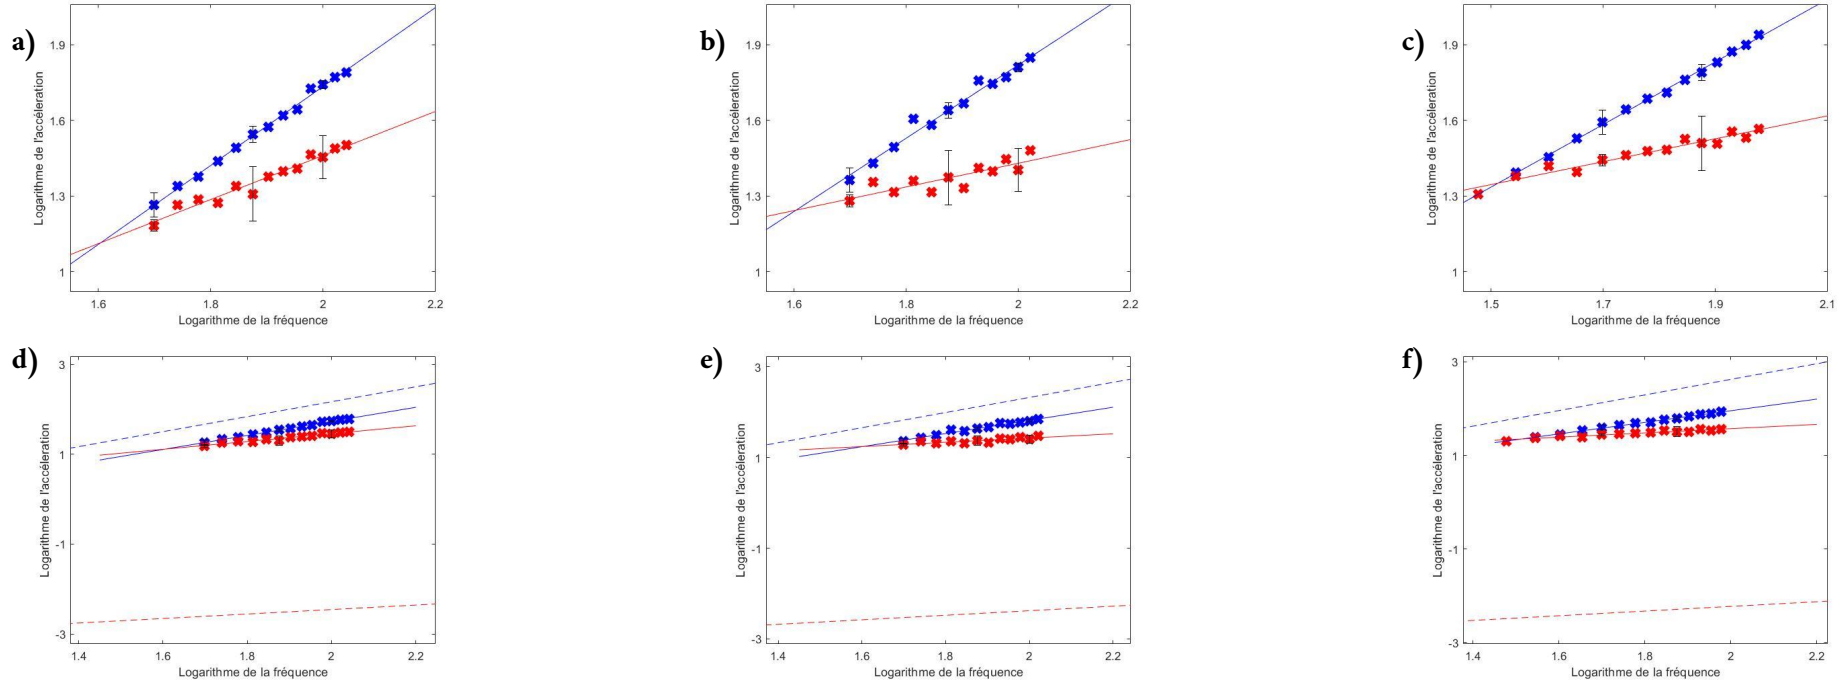 a)
1.9
1.6
1.3
1
Logarithme de l'accéleration
1.6 1.8 2 2.2
Logarithme de la fréquence
b)
1.9
1.6
1.3
1
Logarithme de l'accéleration
1.6 1.8 2 2.2
Logarithme de la fréquence
c)
1.9
1.6
1.3
1
Logarithme de l'accéleration
1.5 1.7 1.9 2.1
Logarithme de la fréquence
d)
3
1
-1
-3
Logarithme de l'accéleration
1.4 1.6 1.8 2 2.2
Logarithme de la fréquence
e)
3
1
-1
-3
Logarithme de l'accéleration
1.4 1.6 1.8 2 2.2
Logarithme de la fréquence
f)
3
1
-1
-3
Logarithme de l'accéleration
1.4 1.6 1.8 2 2.2
Logarithme de la fréquence